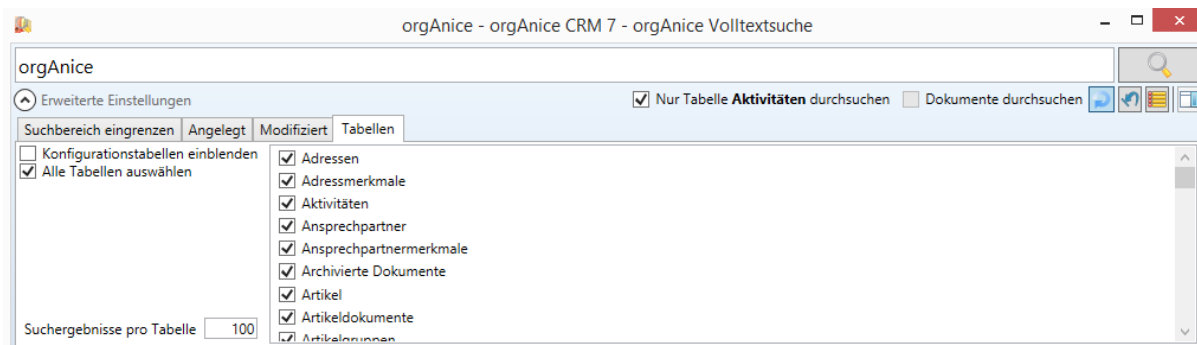 orgAnice - orgAnice CRM 7 - orgAnice Volltextsuche
orgAnice
Erweiterte Einstellungen
Nur Tabelle Aktivitäten durchsuchen
Dokumente durchsuchen
Suchbereich eingrenzen
Angelegt
Modifiziert
Tabellen
Konfigurationstabellen einblenden
Alle Tabellen auswählen
Suchergebnisse pro Tabelle
100
Adressen
Adressmerkmale
Aktivitäten
Ansprechpartner
Ansprechpartnermerkmale
Archivierte Dokumente
Artikel
Artikeldokumente
Artikelgruppen